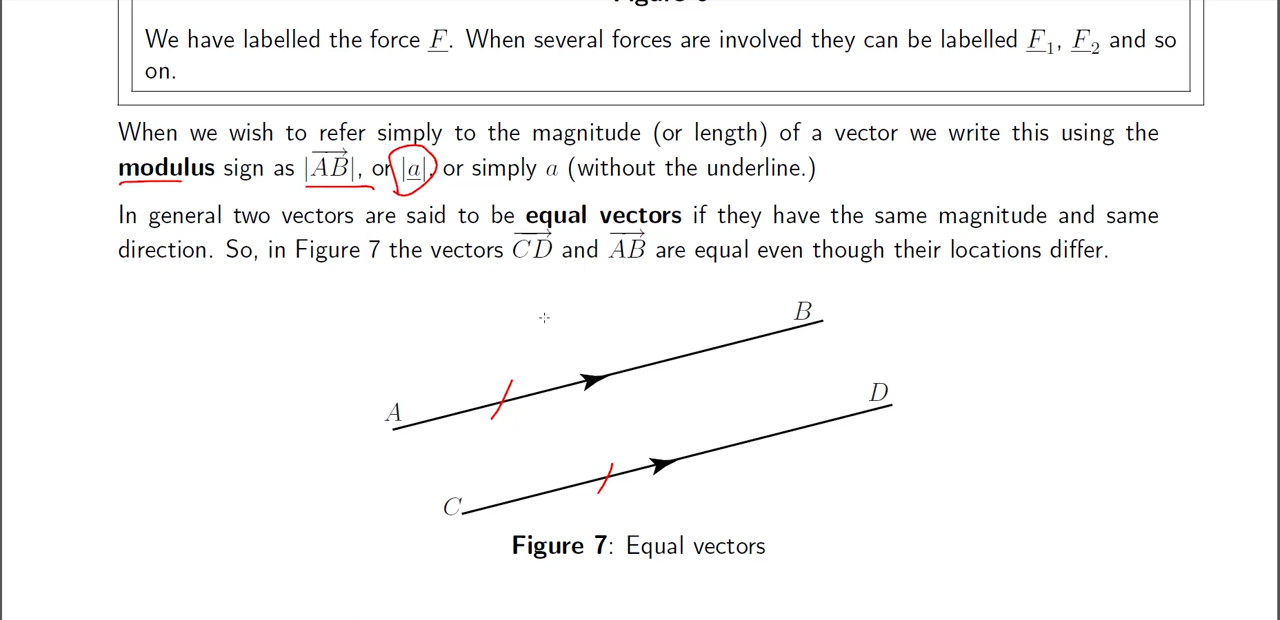 We have labelled the force F. When several forces are involved they can be labelled F₁, F₂ and so
on.
When we wish to refer simply to the magnitude (or length) of a vector we write this using the
modulus sign as |AB|, or |a|, or simply a (without the underline.)
In general two vectors are said to be equal vectors if they have the same magnitude and same
direction. So, in Figure 7 the vectors CD and AB are equal even though their locations differ.
B
D
A
C
Figure 7: Equal vectors